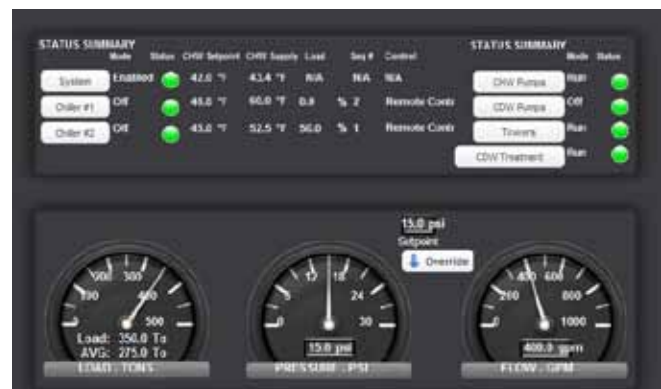 STATUS SUMMARY
Mode Status CHW Setpoint CHW Supply Load Seq # Control
System Enabled 42.0 °F 43.4 °F N/A N/A N/A
Chiller #1 Off 45.0 °F 60.0 °F 0.0 % 2 Remote Contr
Chiller #2 Off 45.0 °F 52.5 °F 50.0 % 1 Remote Contr
STATUS SUMMARY
Mode Status
CHW Pumps Run
CDW Pumps Off
Towers Run
CDW Treatment Run
15.0 psi
Setpoint
Override
0 100 200 300 400 500
Load: 350.0 To
AVG: 275.0 To
LOAD - TONS
0 12 18 24 30
15.0 psi
PRESSURE - PSI
0 400 600 800 1000
400.0 gpm
FLOW - GPM